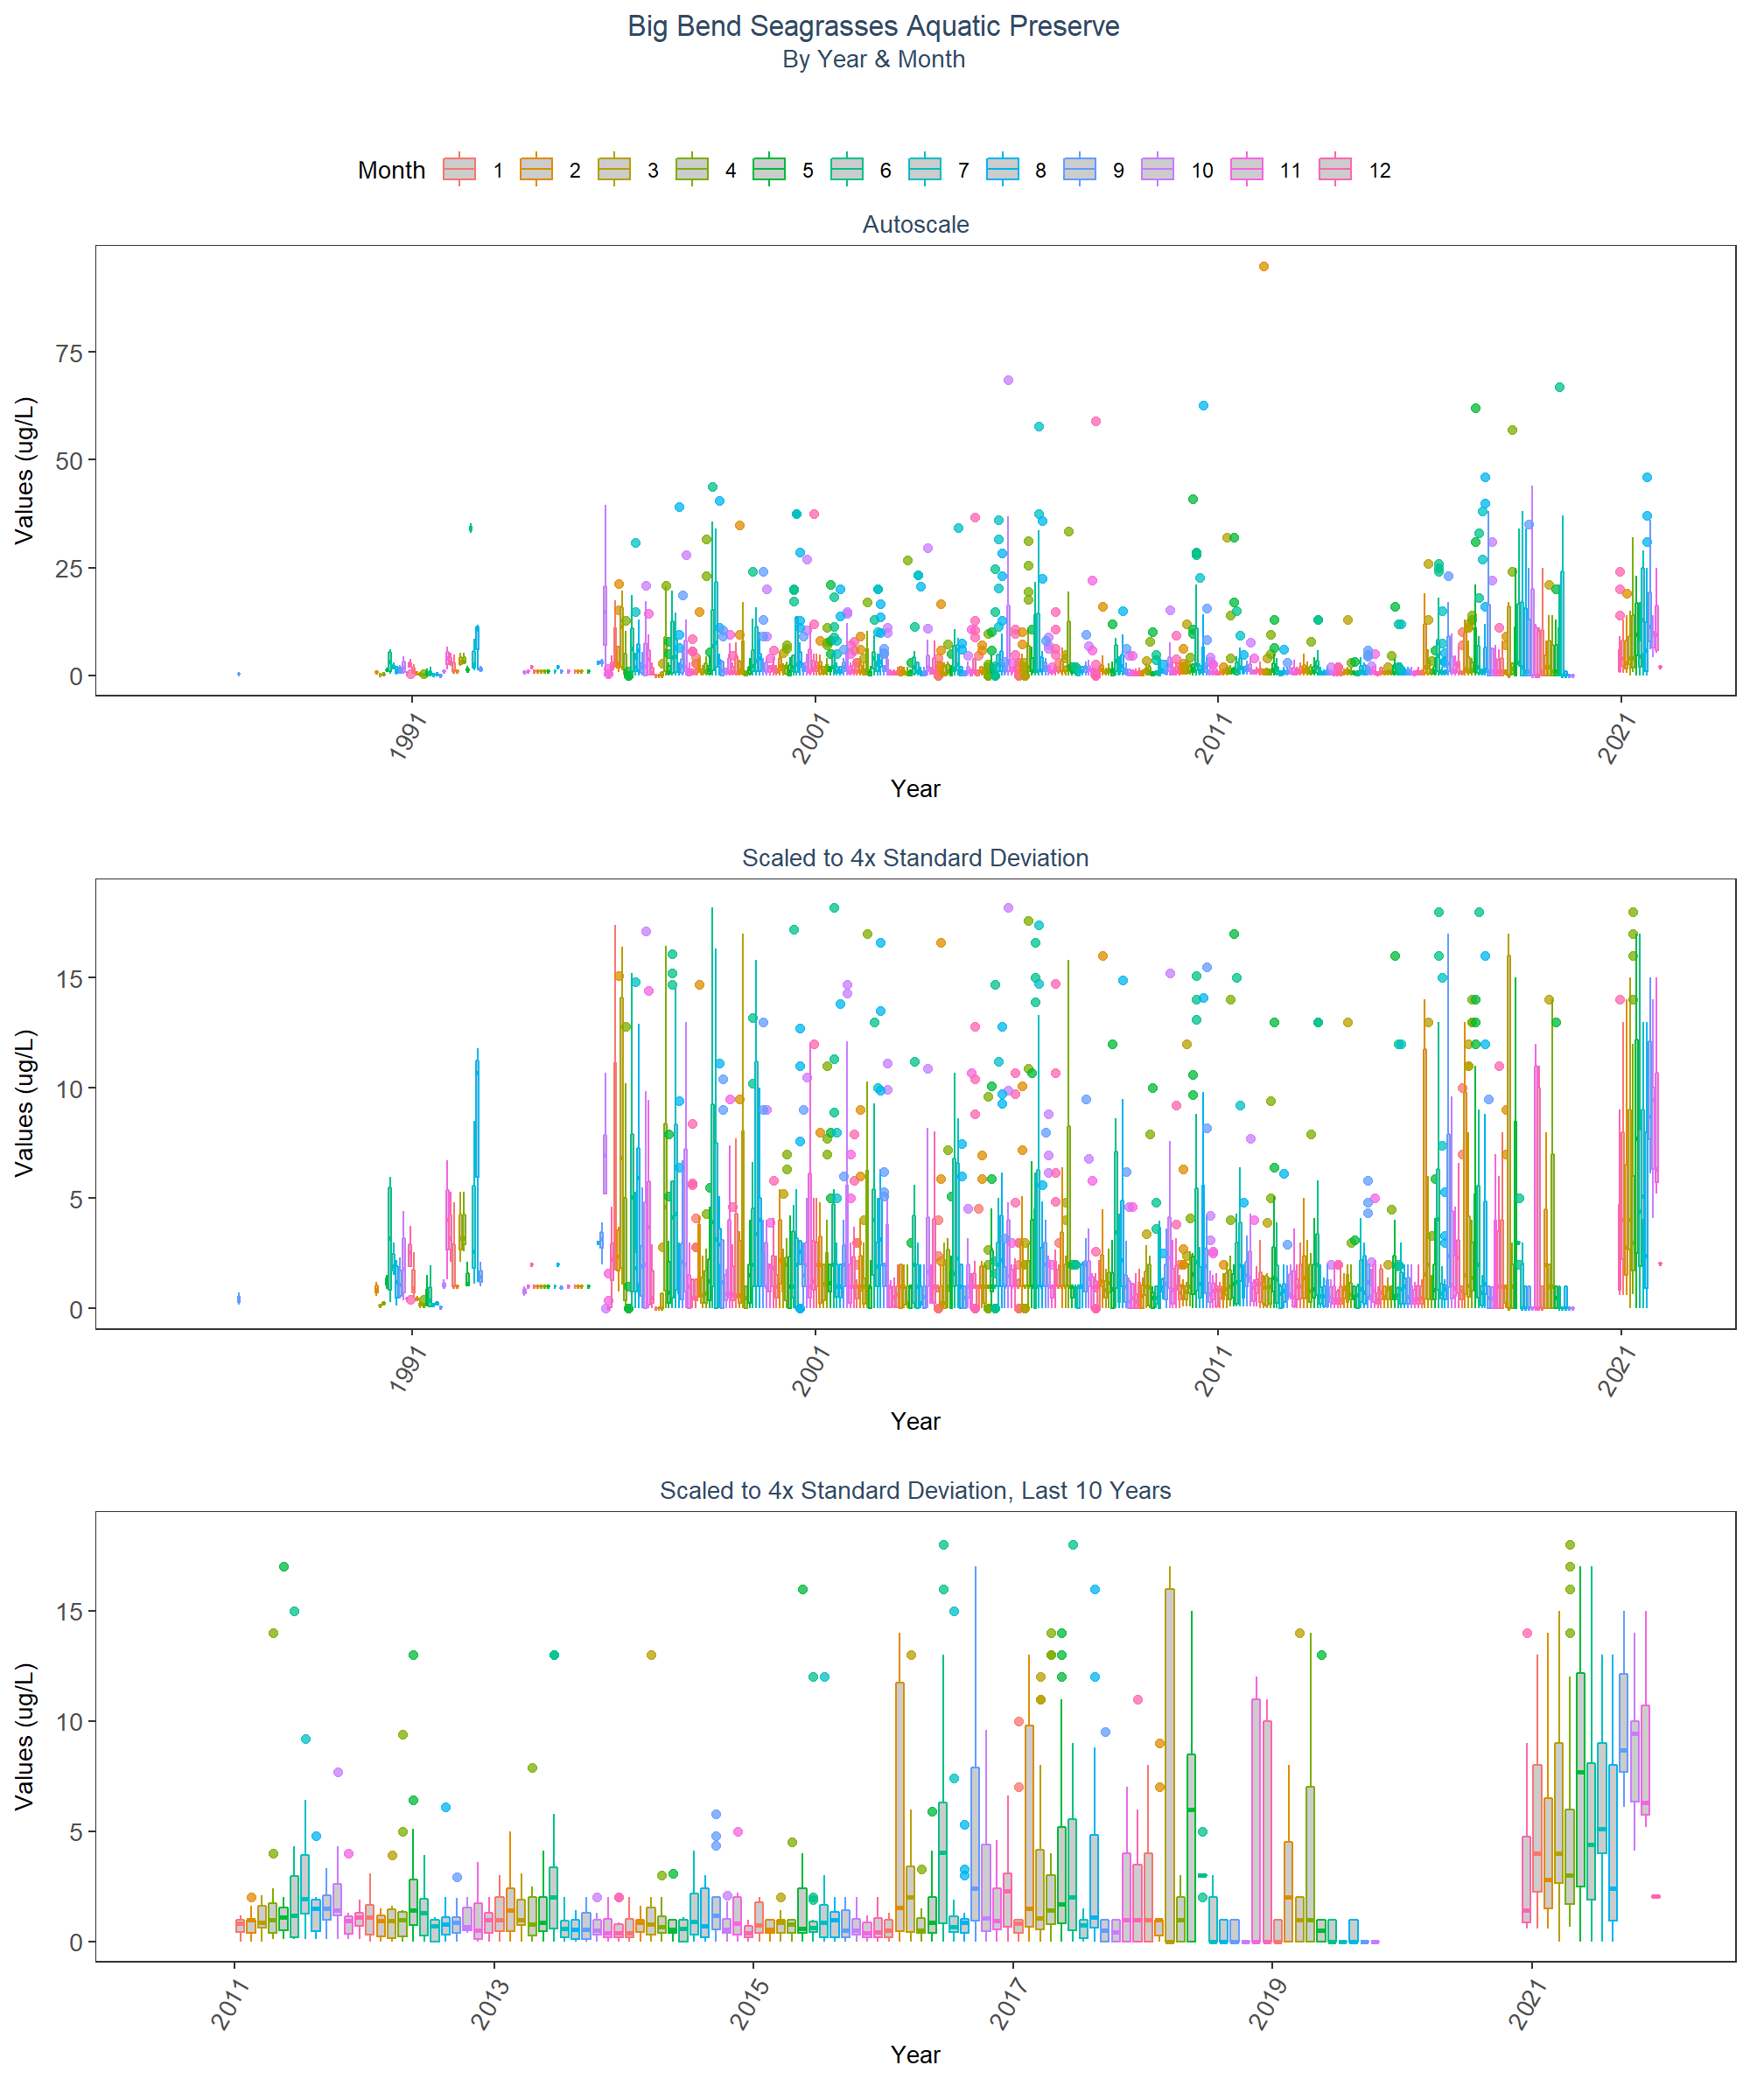 Big Bend Seagrasses Aquatic Preserve
By Year & Month
Month 1 2 3 4 5 6 7 8 9 10 11 12
Autoscale
Values (ug/L)
75
50
25
0
1991 2001 2011 2021
Year
Scaled to 4x Standard Deviation
Values (ug/L)
15
10
5
0
1991 2001 2011 2021
Year
Scaled to 4x Standard Deviation, Last 10 Years
Values (ug/L)
15
10
5
0
2011 2013 2015 2017 2019 2021
Year